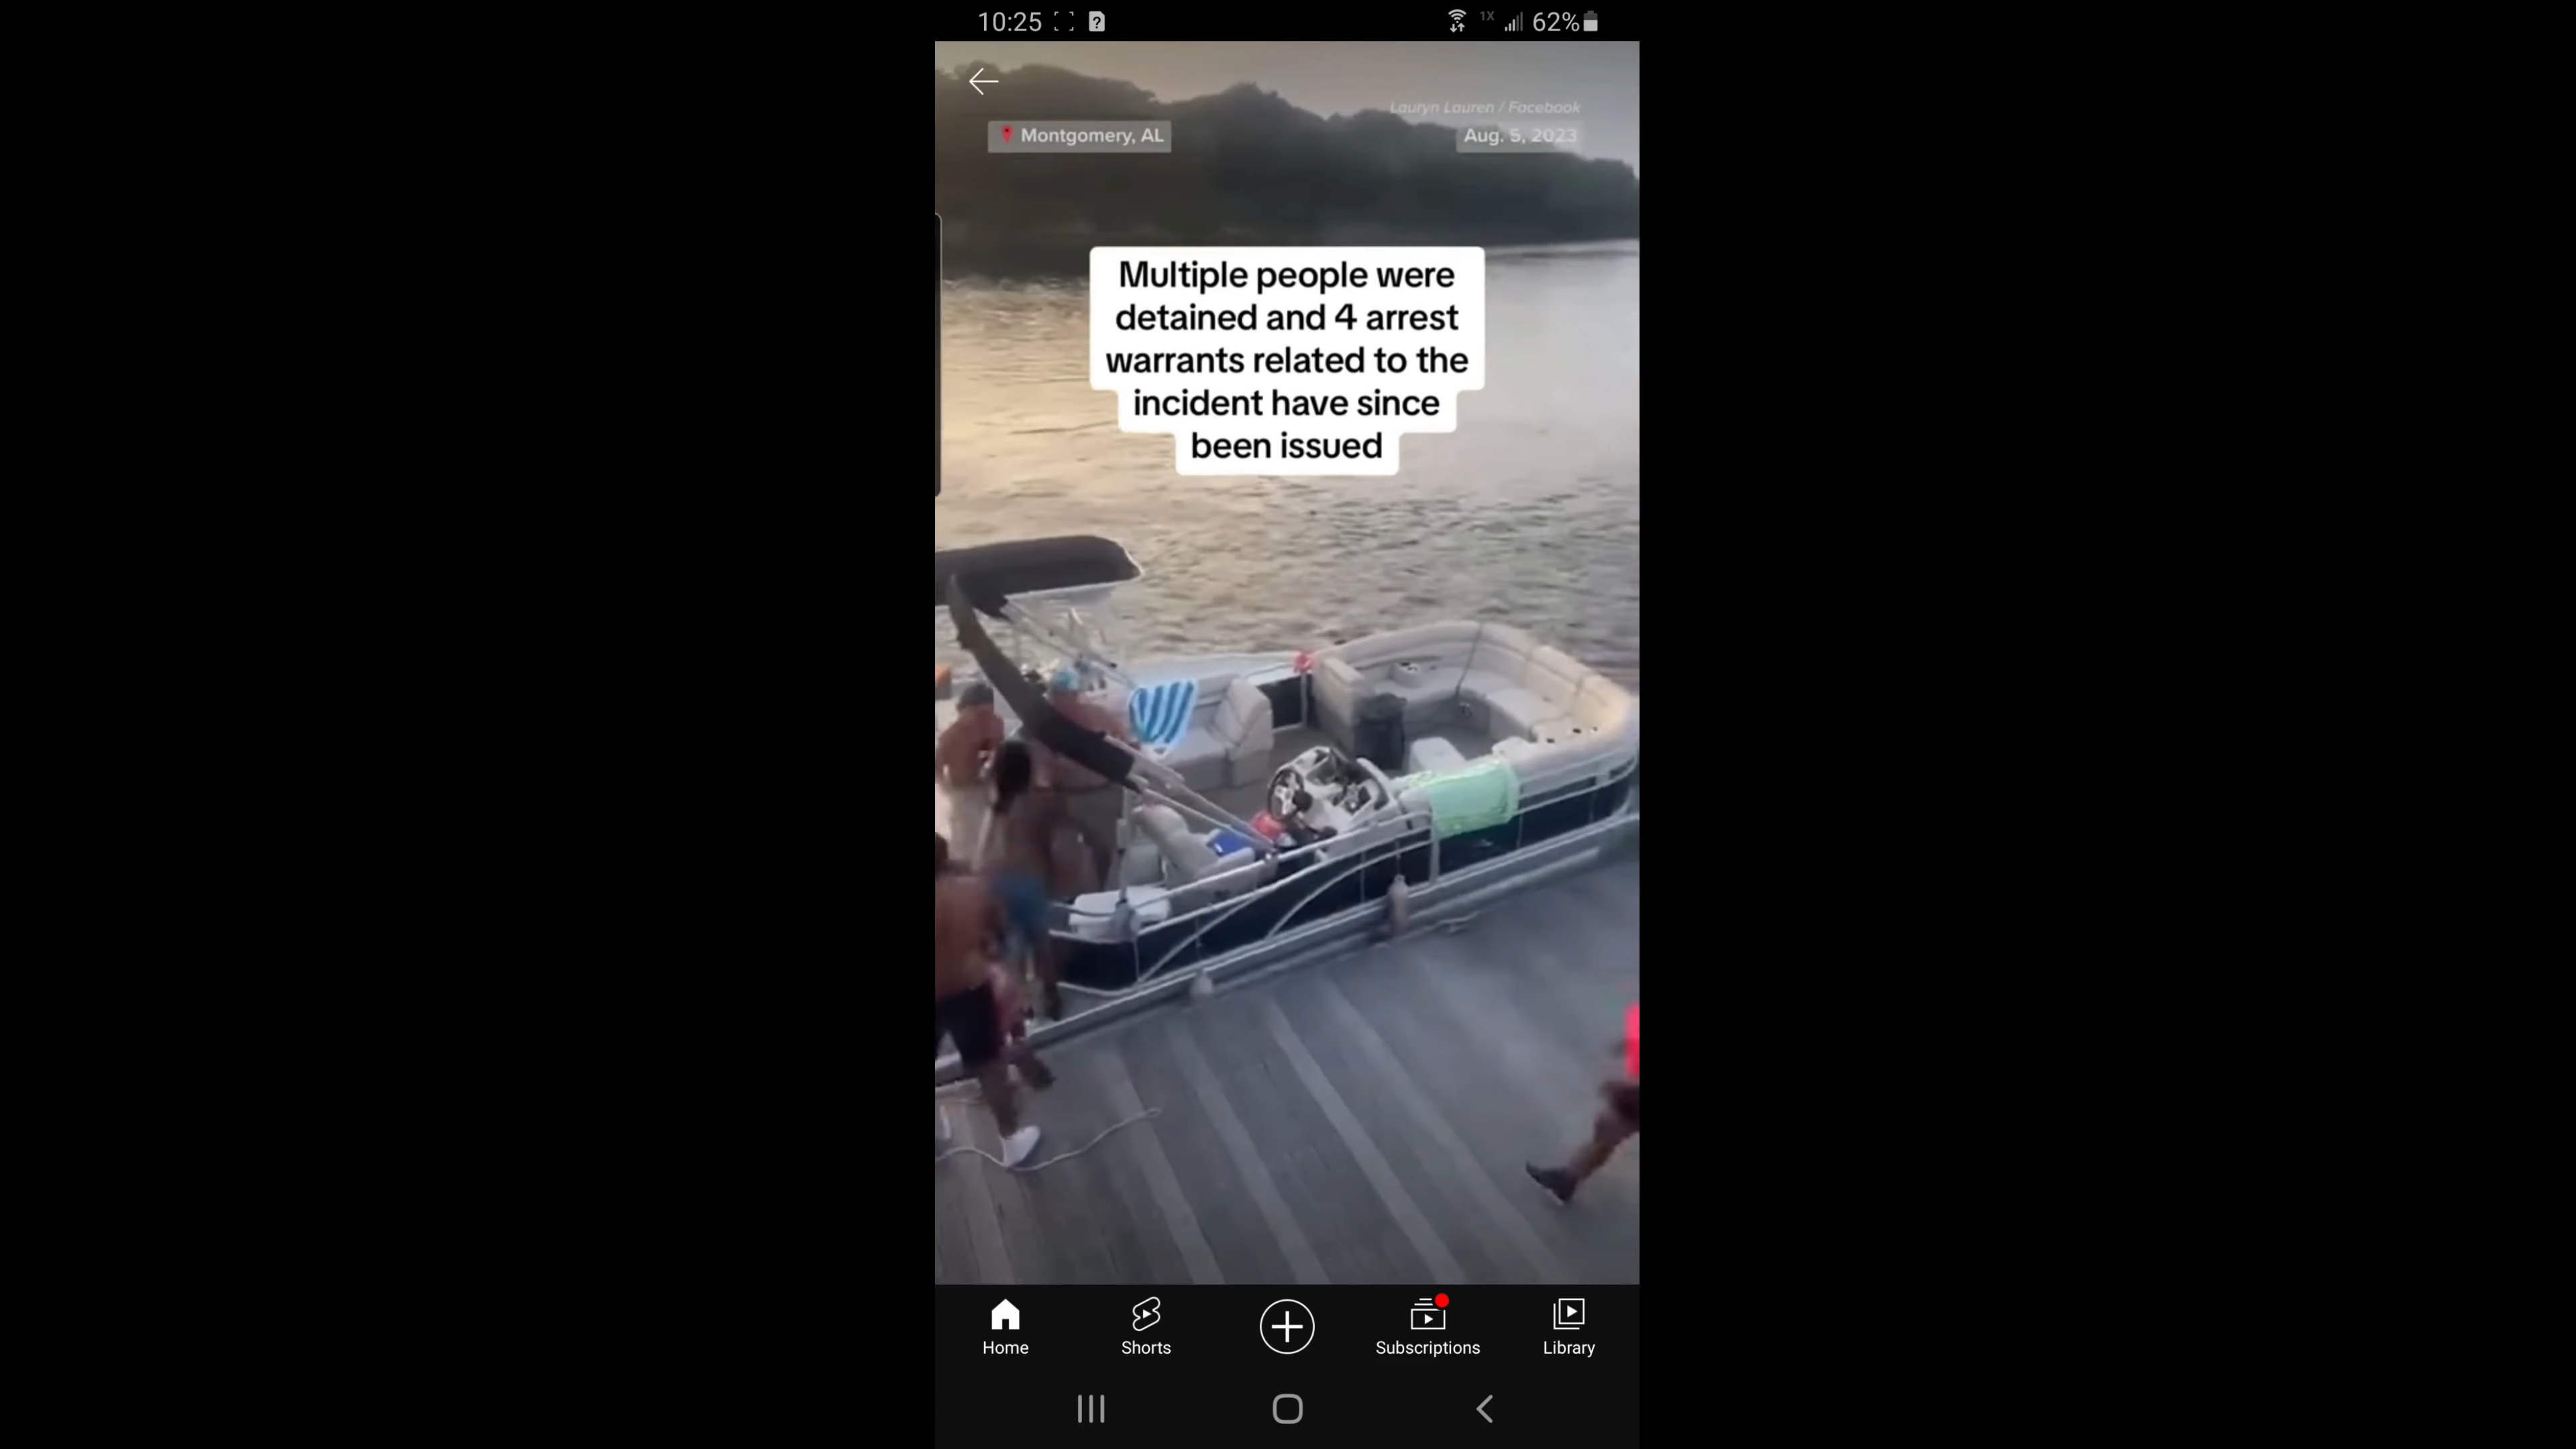 10:25
1X
62%
Lauryn Lauren / Facebook
Montgomery, AL
Aug. 5, 2023
Multiple people were
detained and 4 arrest
warrants related to the
incident have since
been issued
Home
Shorts
Subscriptions
Library